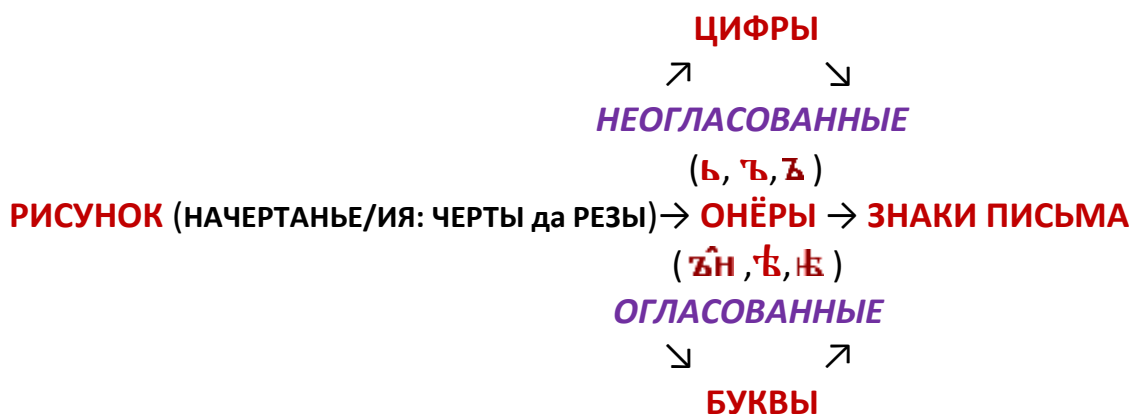 ЦИФРЫ
↗ ↘
НЕОГЛАСОВАННЫЕ
(ь, ъ, )
РИСУНОК (НАЧЕРТАНЬЕ/ИЯ: ЧЕРТЫ да РЕЗЫ)→ ОНЁРЫ → ЗНАКИ ПИСЬМА
( ,ѣ, )
ОГЛАСОВАННЫЕ
↘ ↗
БУКВЫ